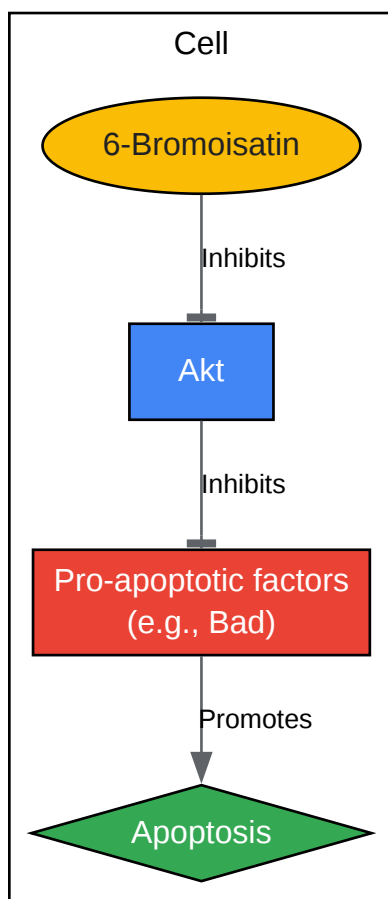 Cell
6-Bromoisatin
Inhibits
Akt
Inhibits
Pro-apoptotic factors
(e.g., Bad)
Promotes
Apoptosis